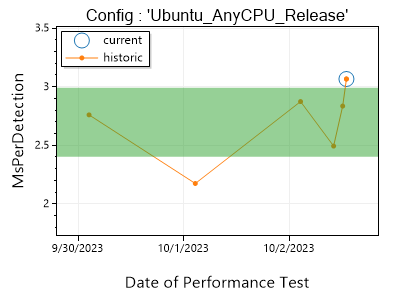 Config : 'Ubuntu_AnyCPU_Release'
3.5
current
historic
3
2.5
2
MsPerDetection
9/30/2023
10/1/2023
10/2/2023
Date of Performance Test